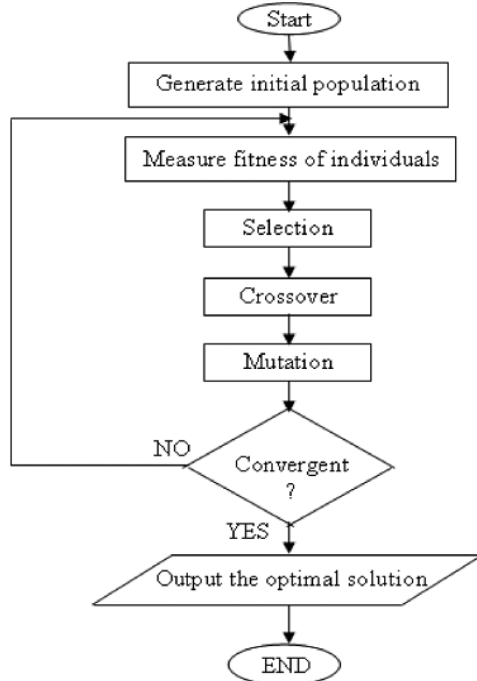 Start
Generate initial population
Measure fitness of individuals
Selection
Crossover
Mutation
NO
Convergent
?
YES
Output the optimal solution
END